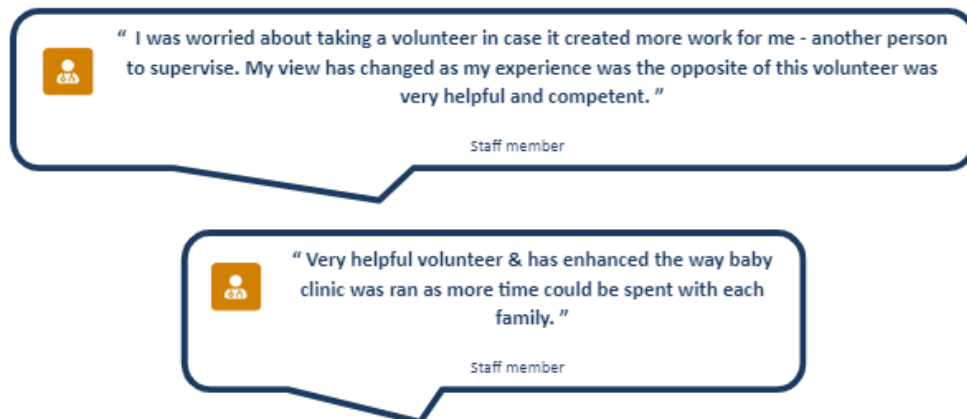 “ I was worried about taking a volunteer in case it created more work for me - another person
to supervise. My view has changed as my experience was the opposite of this volunteer was
very helpful and competent. ”
Staff member
“ Very helpful volunteer & has enhanced the way baby
clinic was ran as more time could be spent with each
family. ”
Staff member